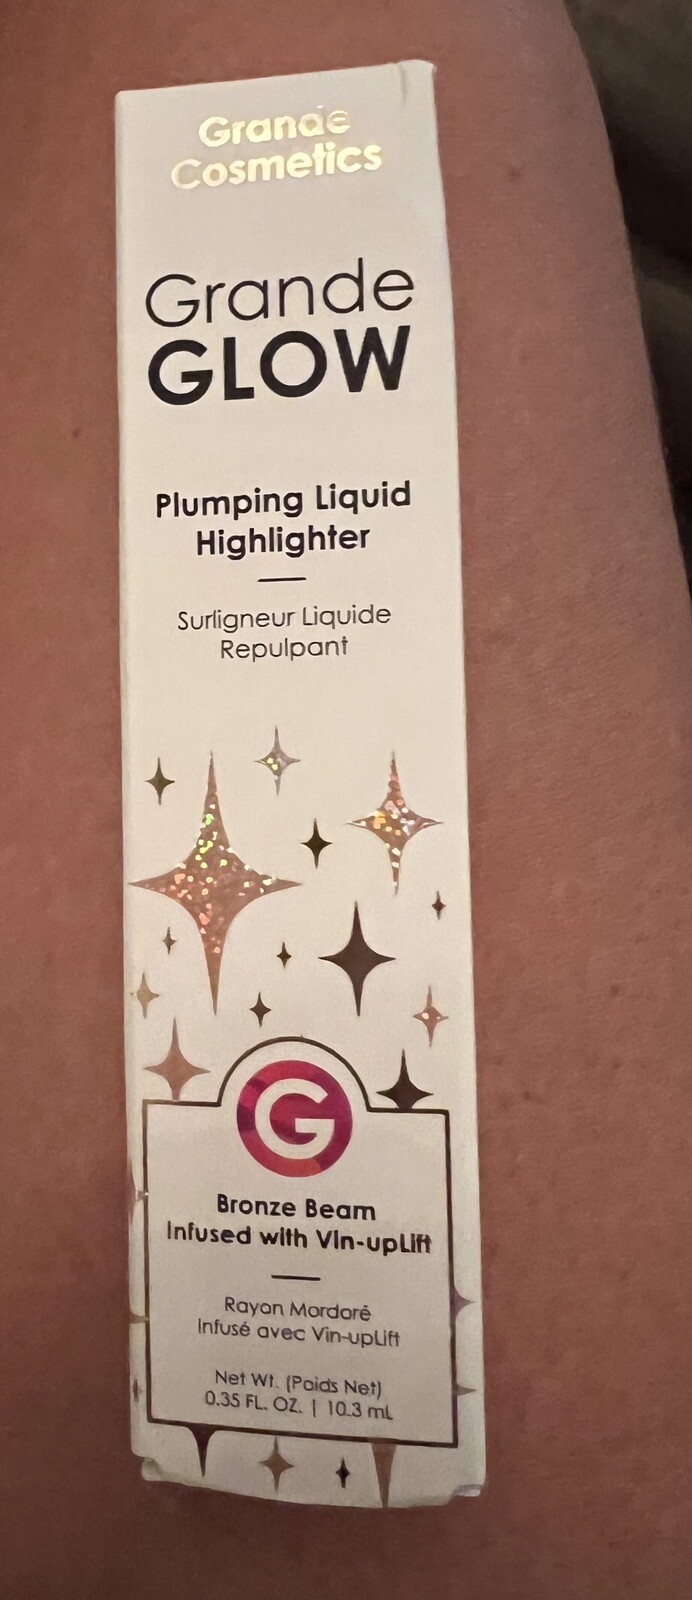 Grande
Cosmetics
Grande
GLOW
Plumping Liquid
Highlighter
Surligneur Liquide
Repulpant
G
Bronze Beam
Infused with Vin-upLift
Rayon Mordoré
Infusé avec Vin-upLift
Net Wt. (Poids Net)
0.35 FL. OZ. | 10.3 mL